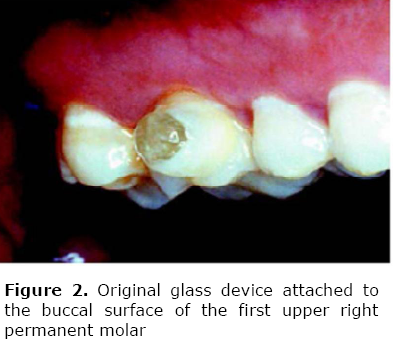 Figure 2. Original glass device attached to
the buccal surface of the first upper right
permanent molar